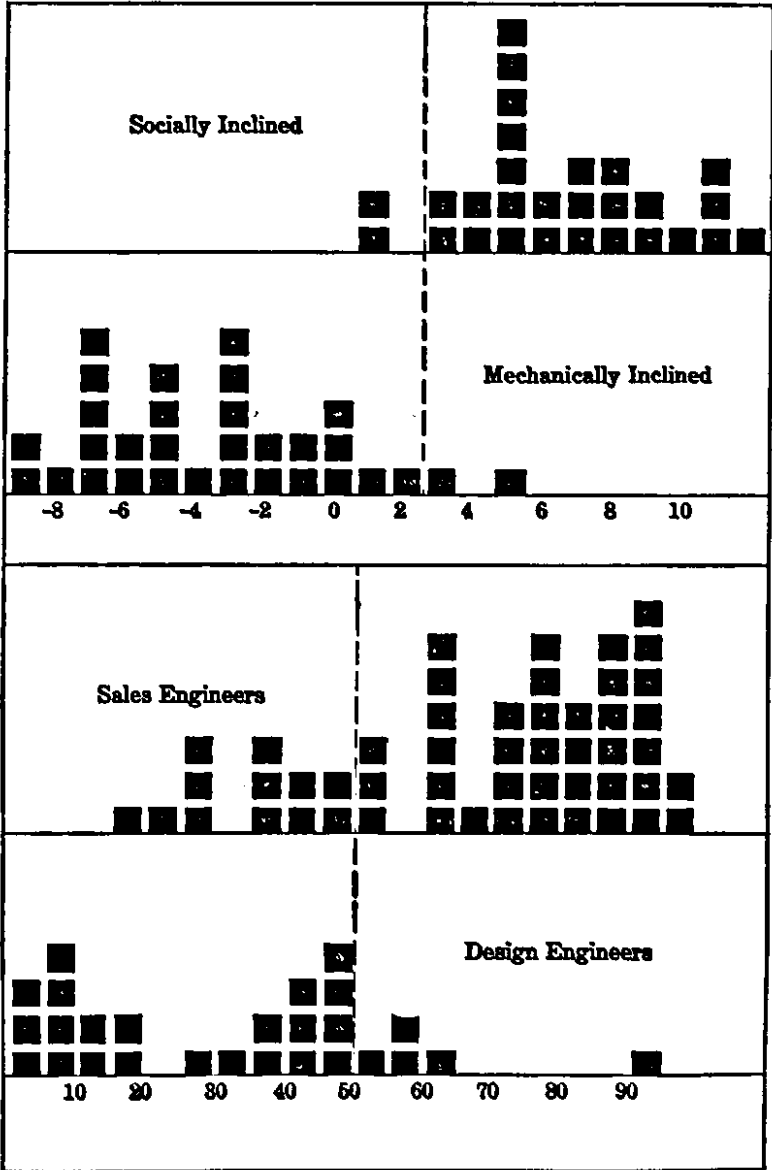 Socially Inclined
Mechanically Inclined
-8 -6 -4 -2 0 2 4 6 8 10
Sales Engineers
Design Engineers
10 20 30 40 50 60 70 80 90